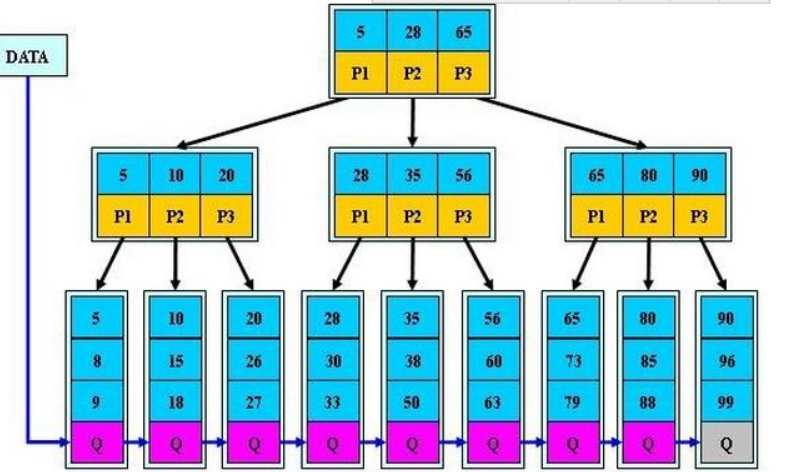 DATA
5 28 65
P1 P2 P3
5 10 20
P1 P2 P3
28 35 56
P1 P2 P3
65 80 90
P1 P2 P3
5
8
9
Q
10
15
18
Q
20
26
27
Q
28
30
33
Q
35
38
50
Q
56
60
63
Q
65
73
79
Q
80
85
88
Q
90
96
99
Q